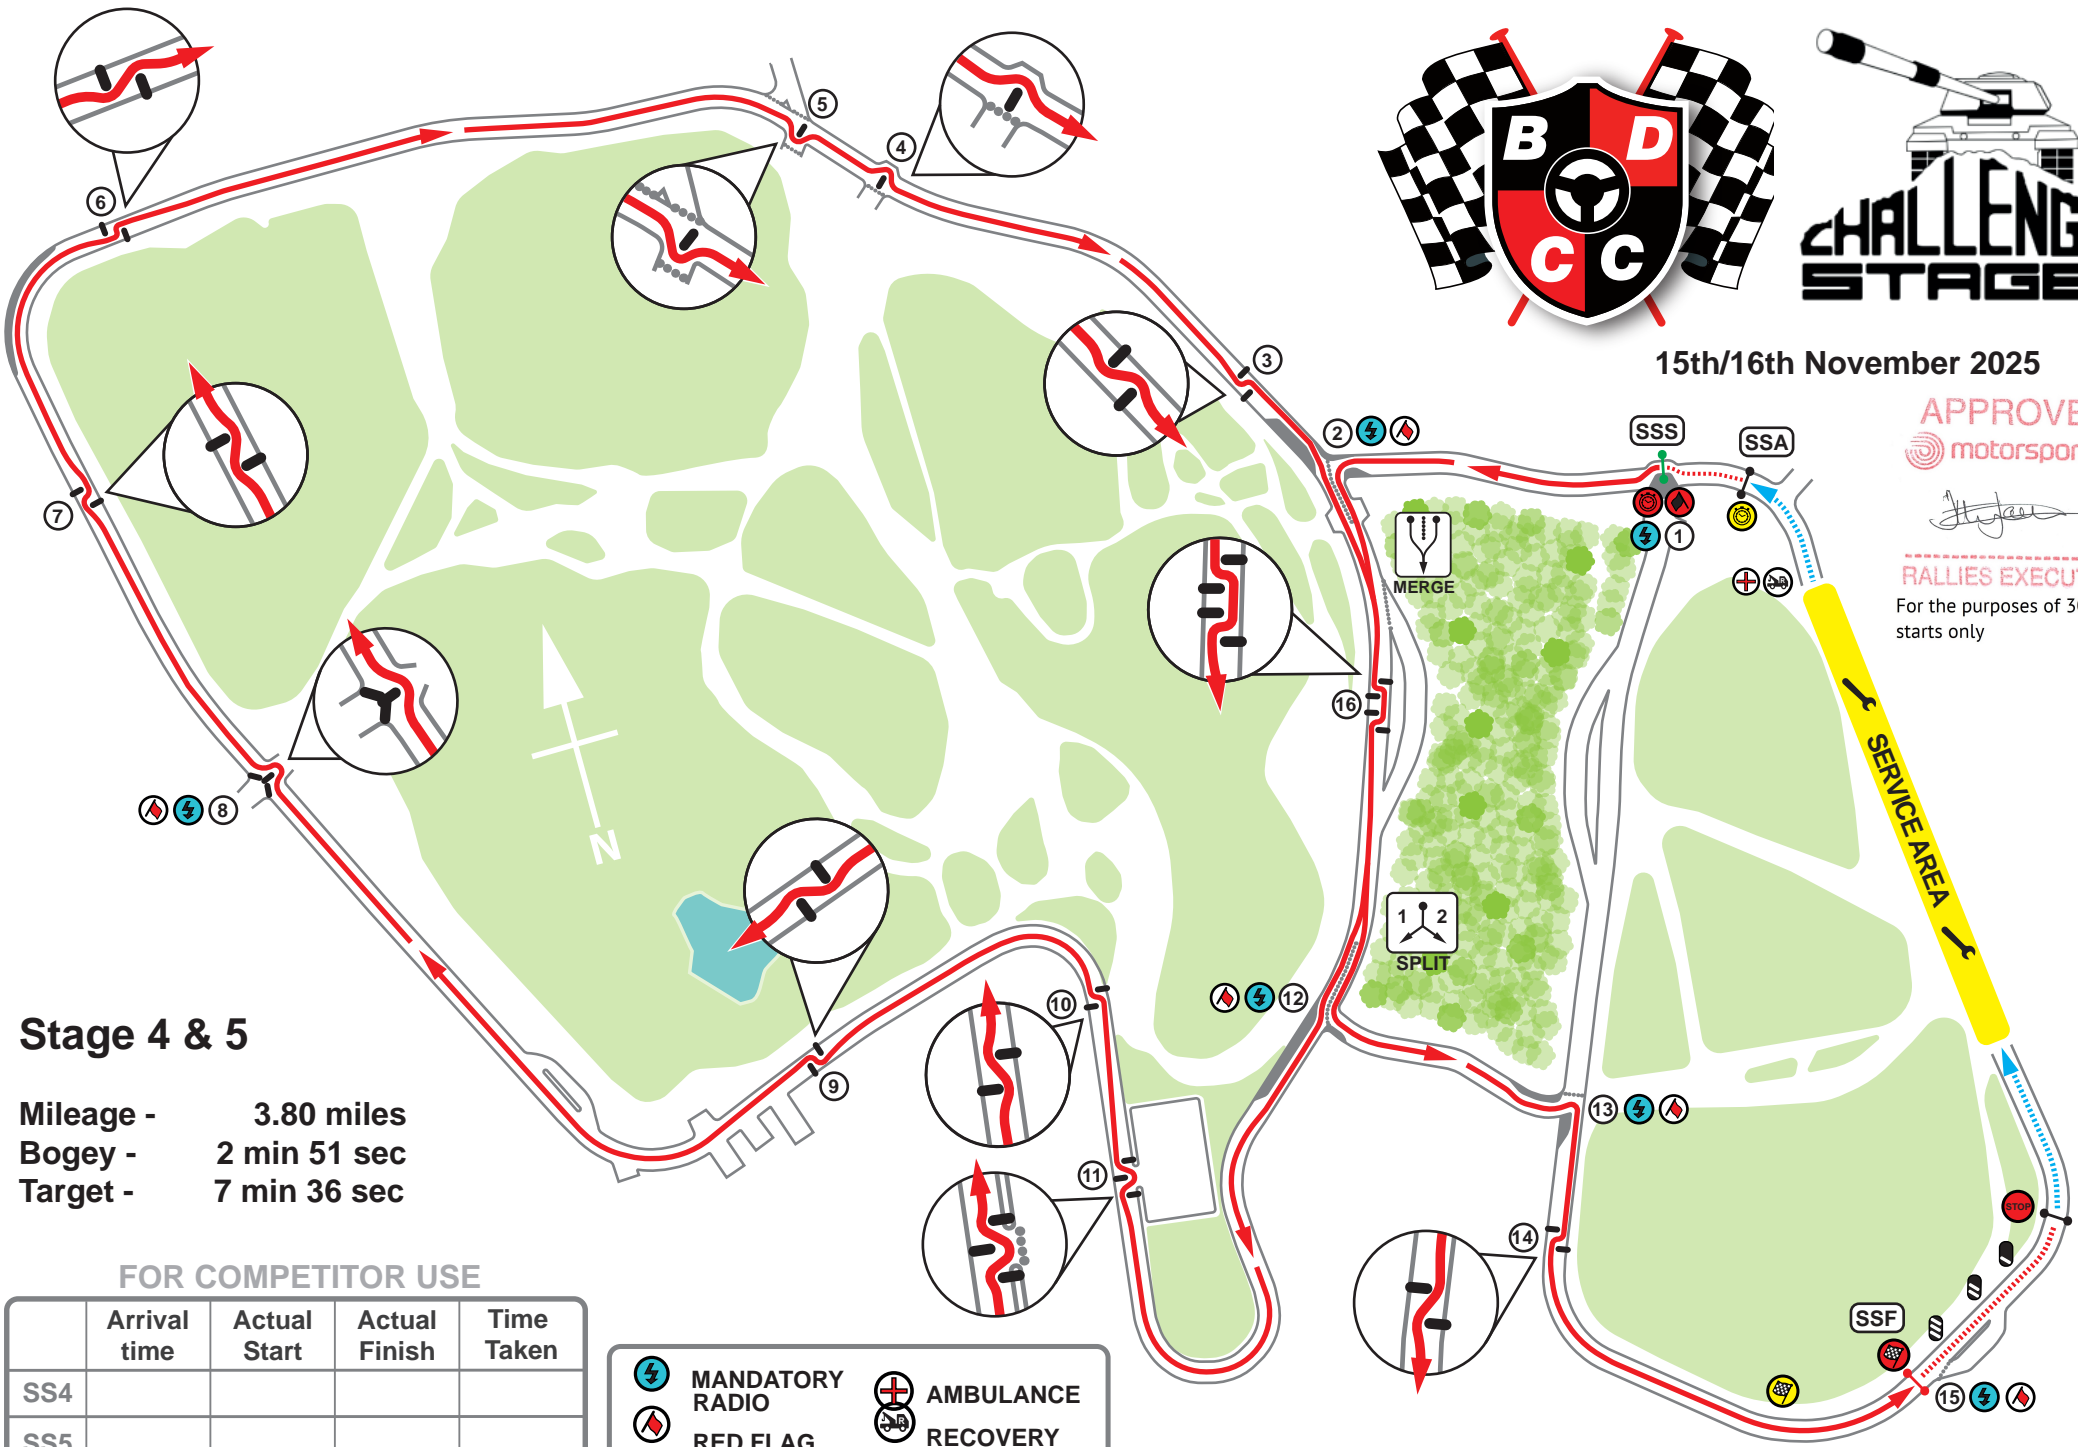 B D
C C
CHALLENG
STAGE
15th/16th November 2025
APPROVE
motorspor
RALLIES EXECU
For the purposes of 30
starts only
SSS
SSA
SSF
STOP
1
2
3
4
5
6
7
8
9
10
11
12
13
14
15
16
MERGE
1 2
SPLIT
SERVICE AREA
N
Stage 4 & 5
Mileage - 3.80 miles
Bogey - 2 min 51 sec
Target - 7 min 36 sec
FOR COMPETITOR USE
Arrival time
Actual Start
Actual Finish
Time Taken
SS4
SS5
MANDATORY
RADIO
RED FLAG
AMBULANCE
R
RECOVERY